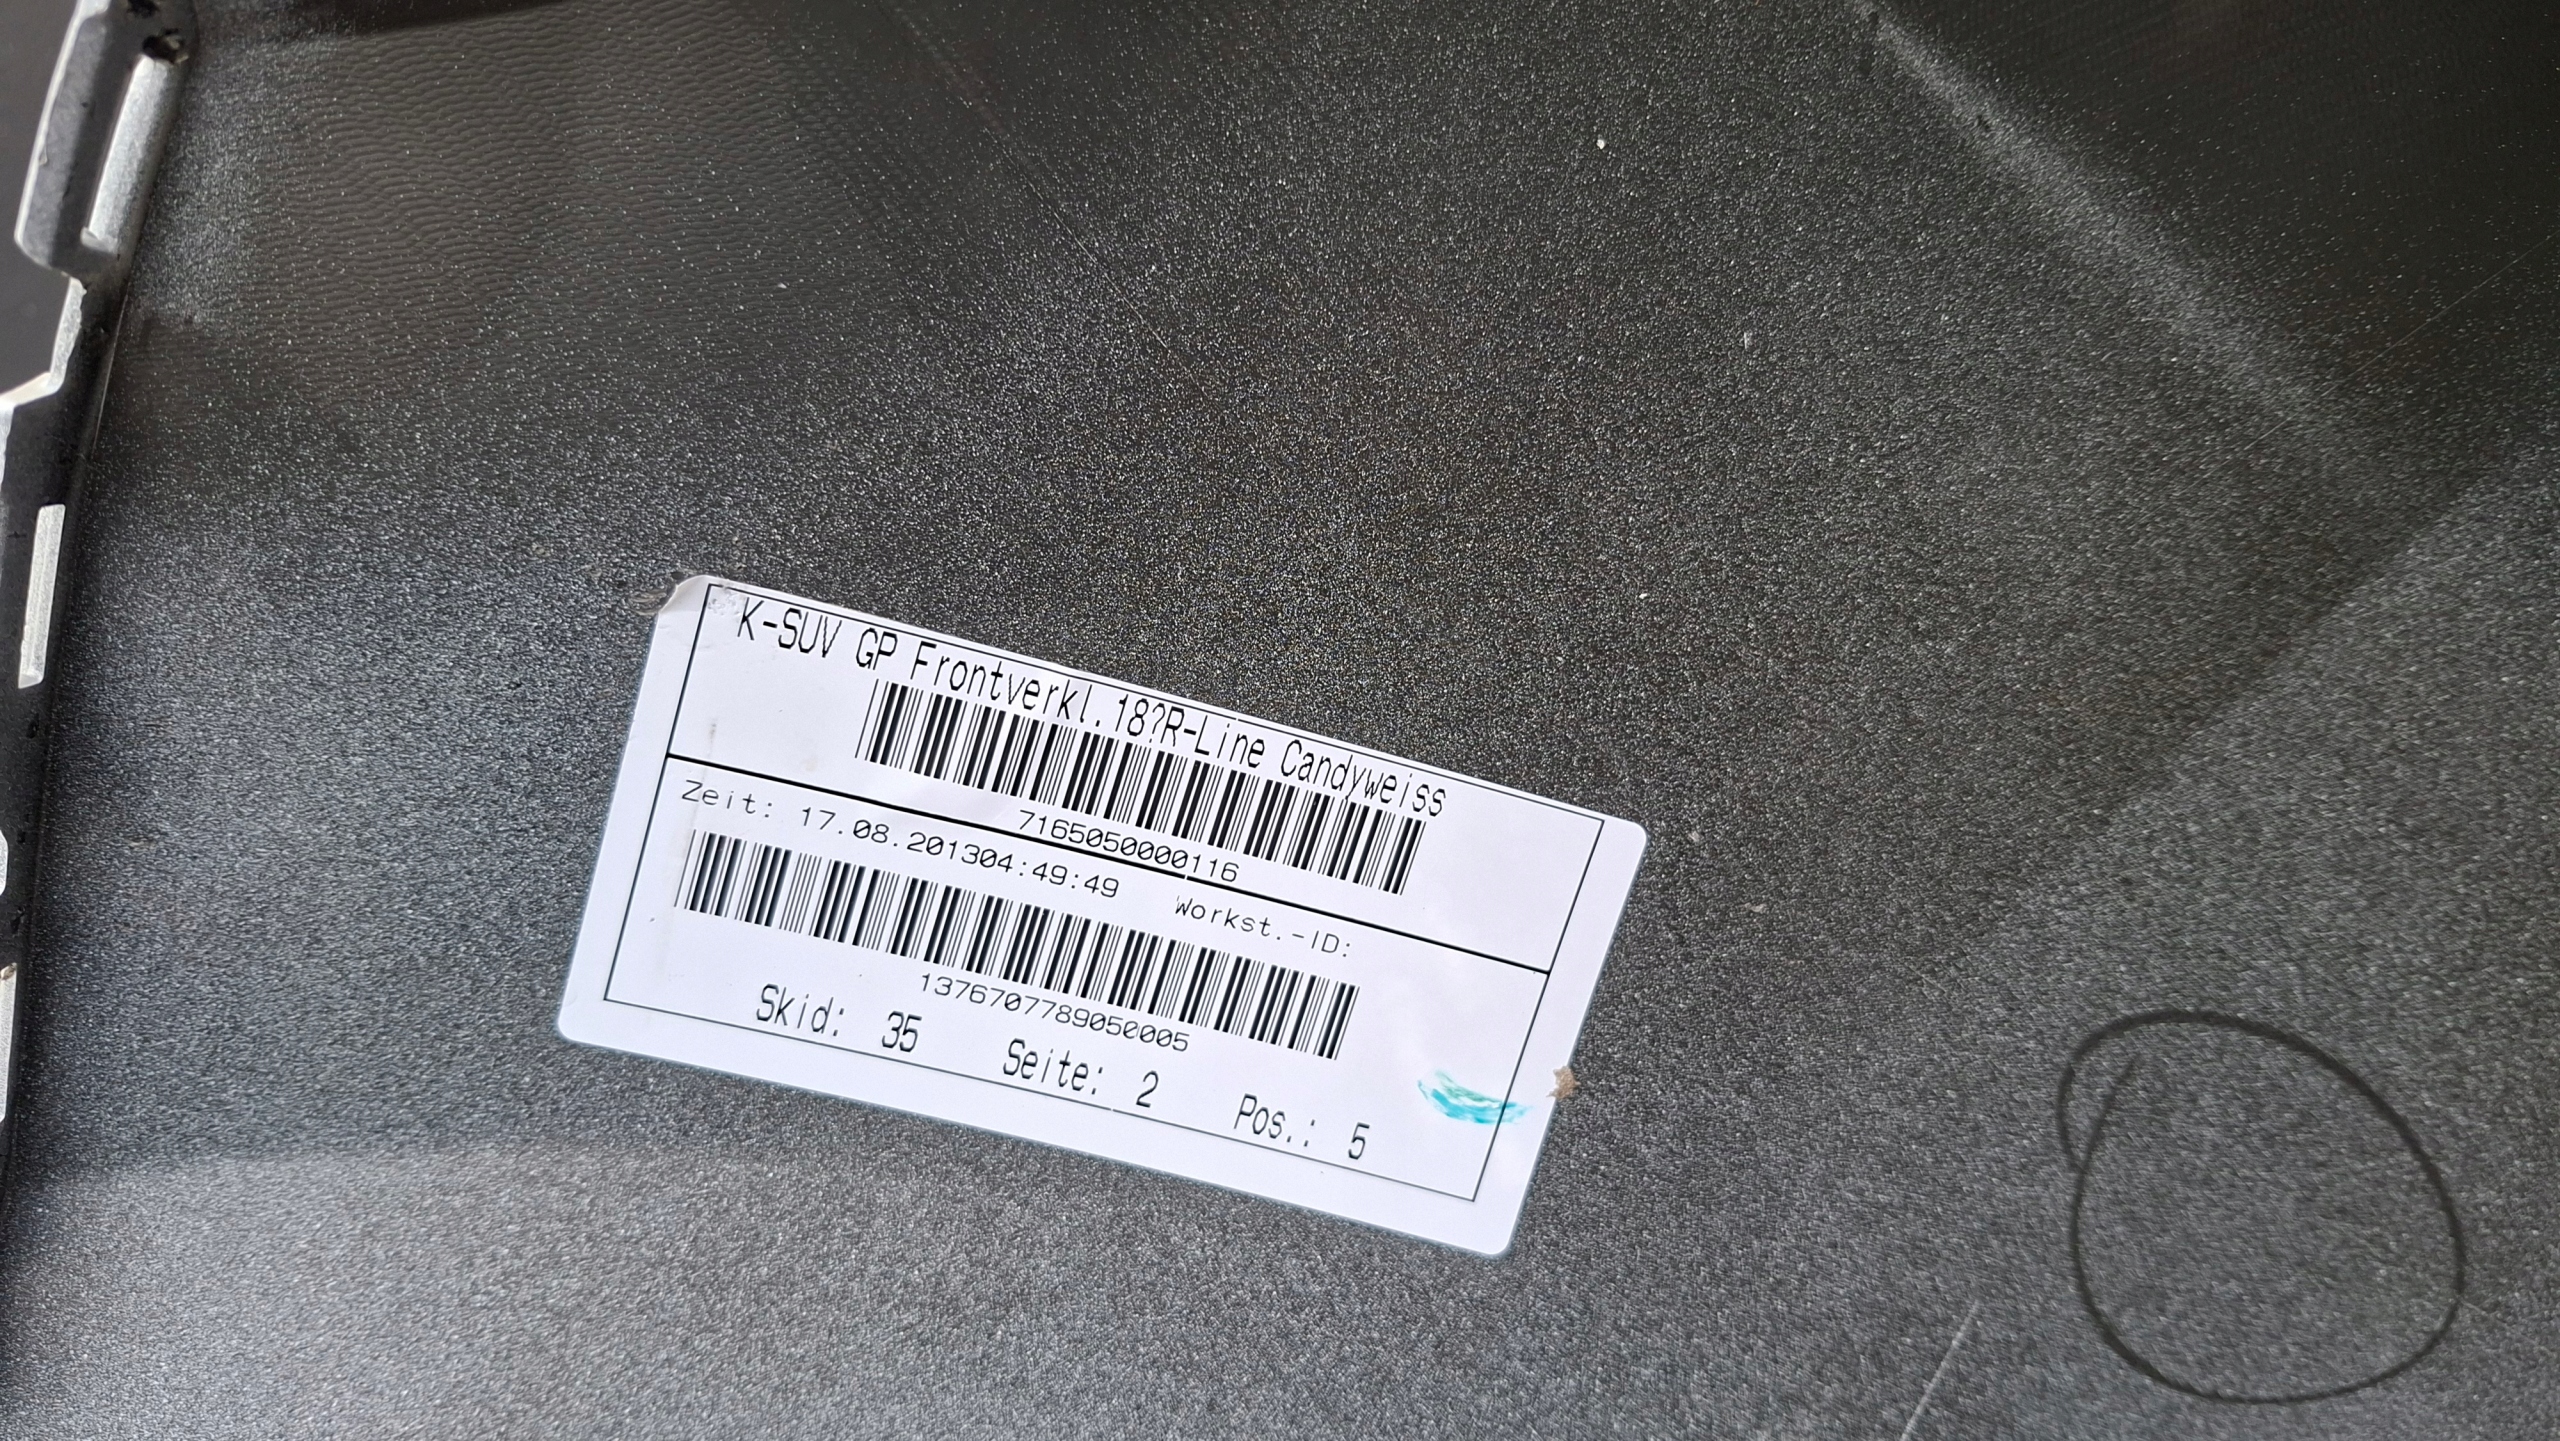 K-SUV GP Frontverkl.18?R-Line Candyweiss
7165050000116
Zeit: 17.08.201304:49:49 Workst.-ID:
1376707789050005
Skid: 35 Seite: 2 Pos.: 5